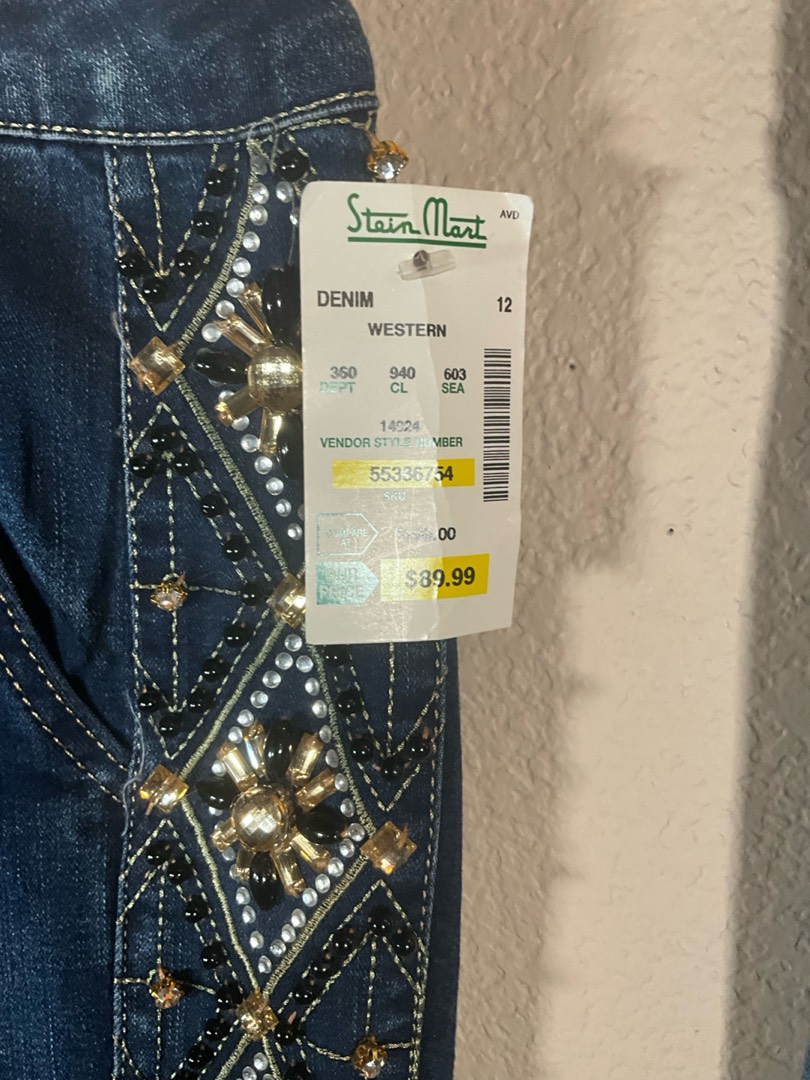 Stein Mart AVD
DENIM 12
WESTERN
360 940 603
DEPT CL SEA
14924
VENDOR STYLE NUMBER
55336754
SKU
COMPARE AT .00
OUR PRICE $89.99